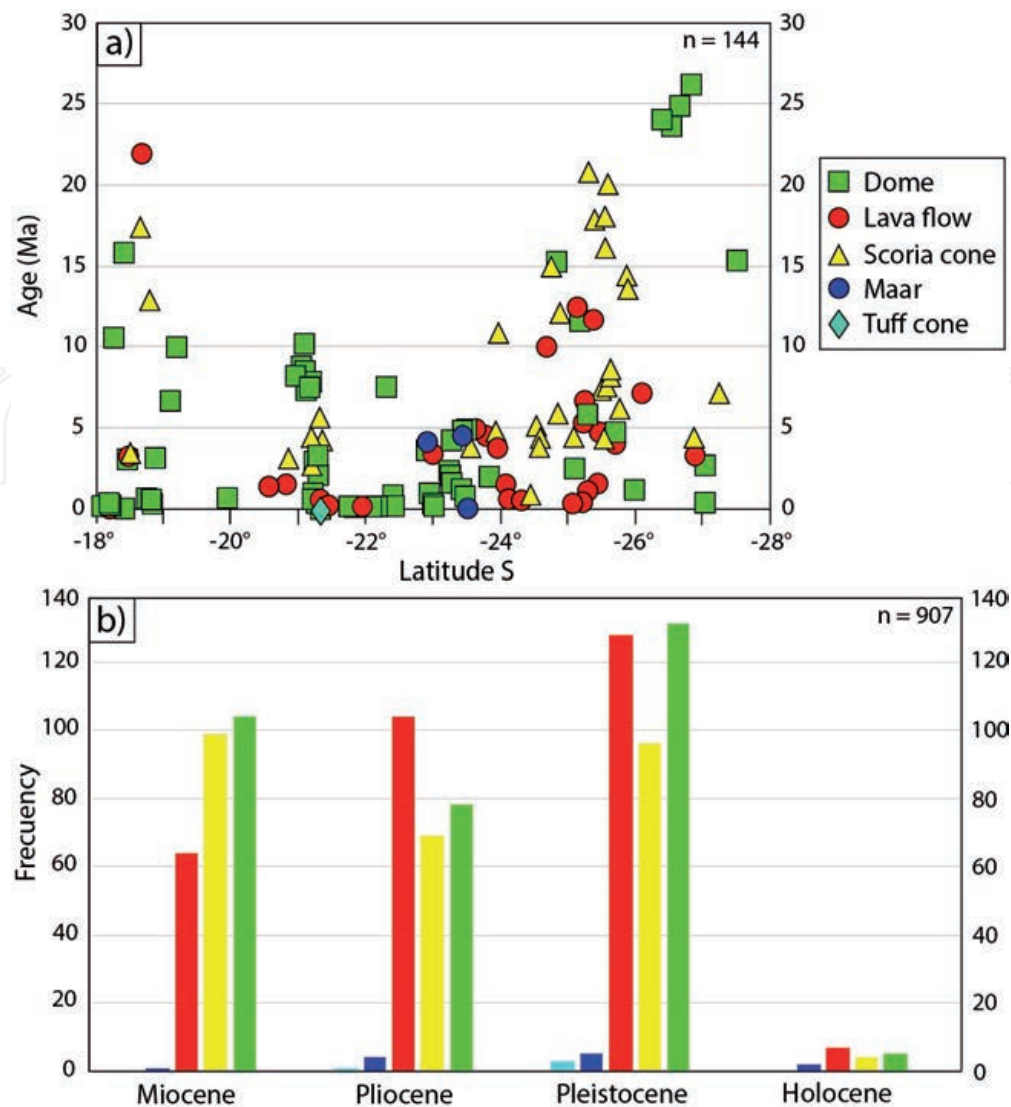 a)
n = 144
30 30
25 25
20 20
15 15
10 10
5 5
0 0
-18° -20° -22° -24° -26° -28°
Age (Ma)
Latitude S
Dome
Lava flow
Scoria cone
Maar
Tuff cone
b)
n = 907
140 140
120 120
100 100
80 80
60 60
40 40
20 20
0 0
Frecuency
Miocene Pliocene Pleistocene Holocene